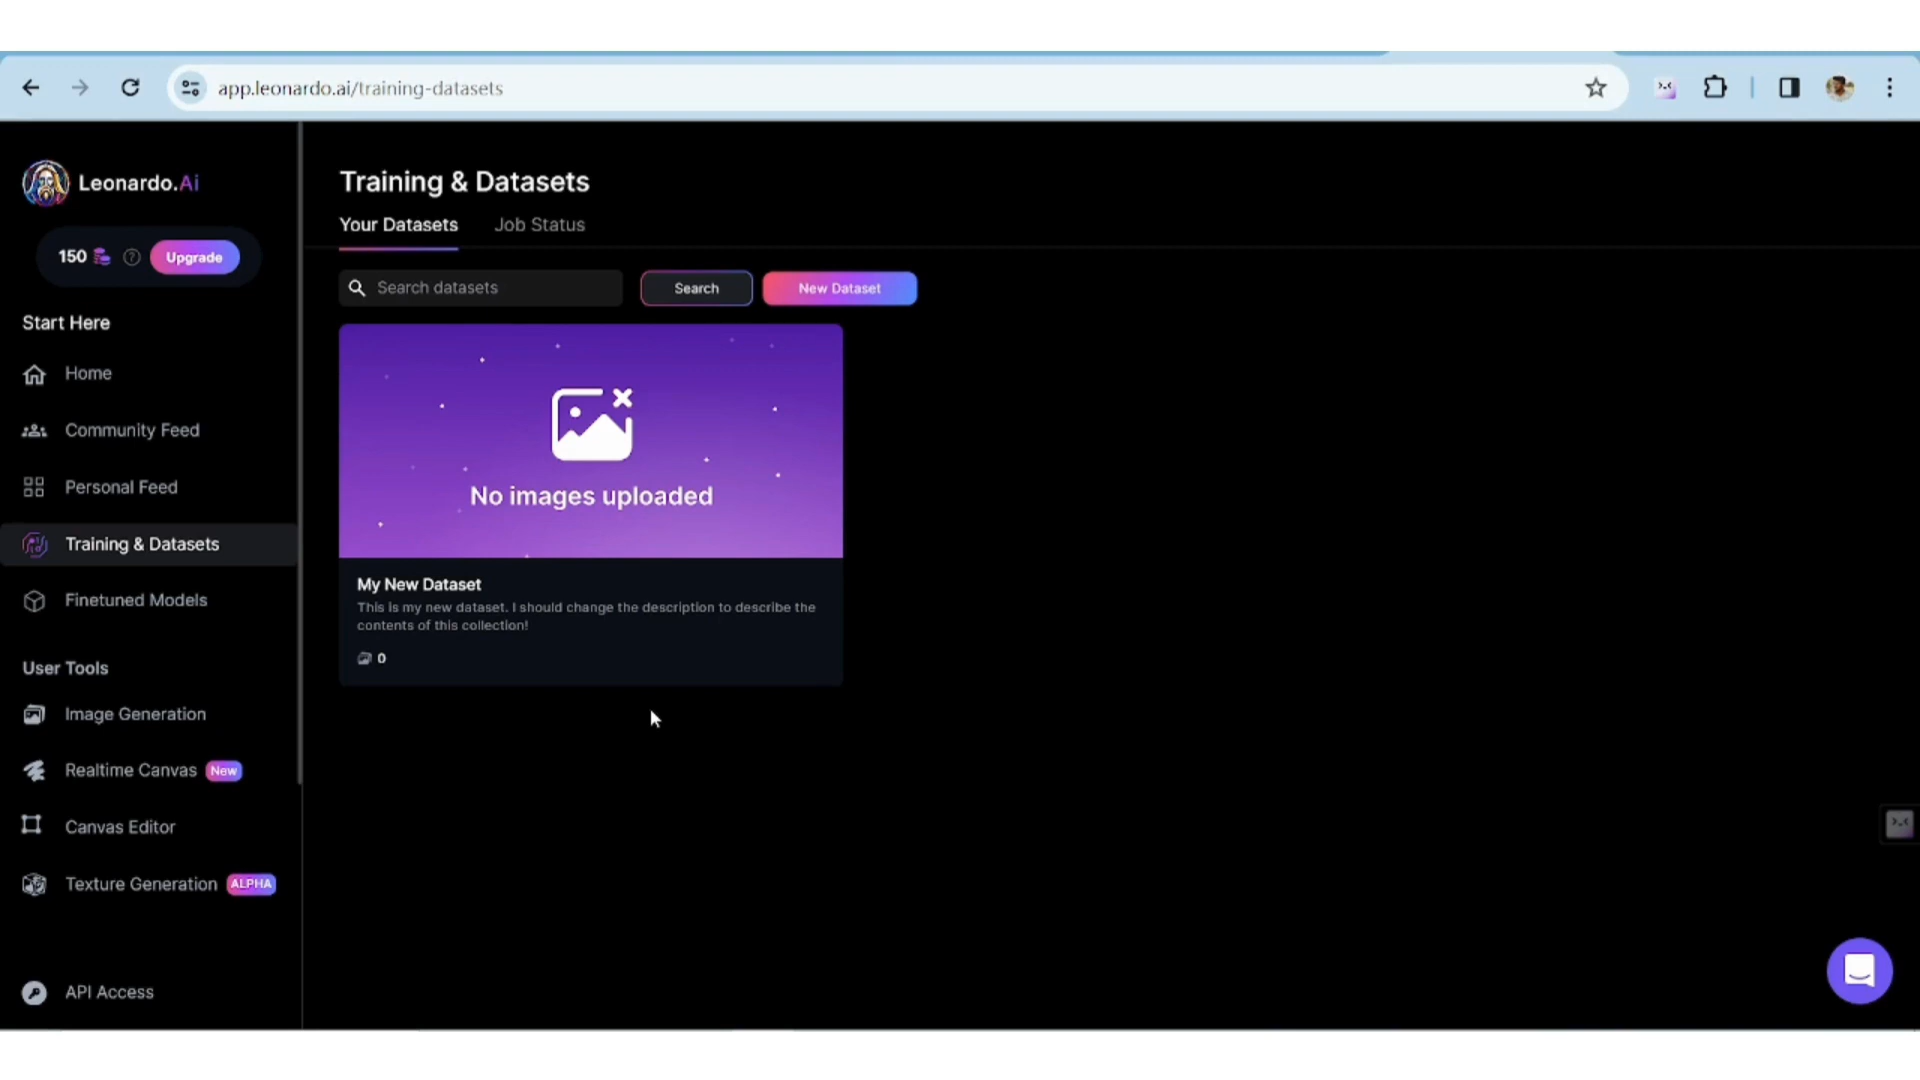 app.leonardo.ai/training-datasets
Leonardo.Ai
150
?
Upgrade
Start Here
Home
Community Feed
Personal Feed
Training & Datasets
Finetuned Models
User Tools
Image Generation
Realtime Canvas New
Canvas Editor
Texture Generation ALPHA
API Access
Training & Datasets
Your Datasets Job Status
Search datasets Search New Dataset
No images uploaded
My New Dataset
This is my new dataset. I should change the description to describe the
contents of this collection!
0